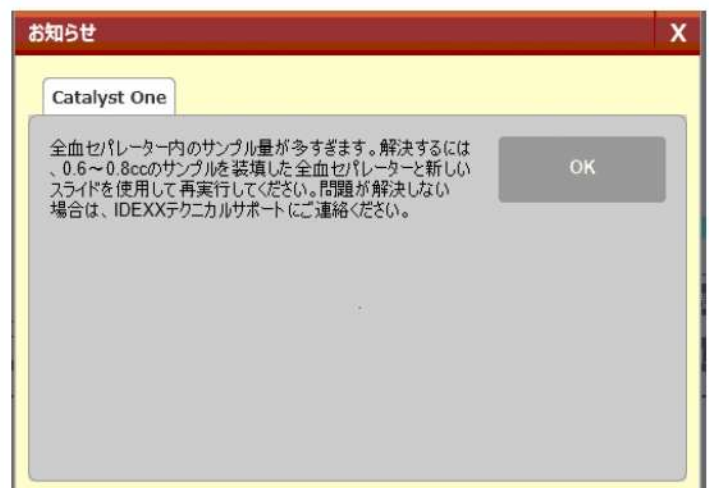 お知らせ
X
Catalyst One
全血セパレーター内のサンプル量が多すぎます。解決するには
、0.6～0.8ccのサンプルを装填した全血セパレーターと新しい
スライドを使用して再実行してください。問題が解決しない
場合は、IDEXXテクニカルサポートにご連絡ください。
OK